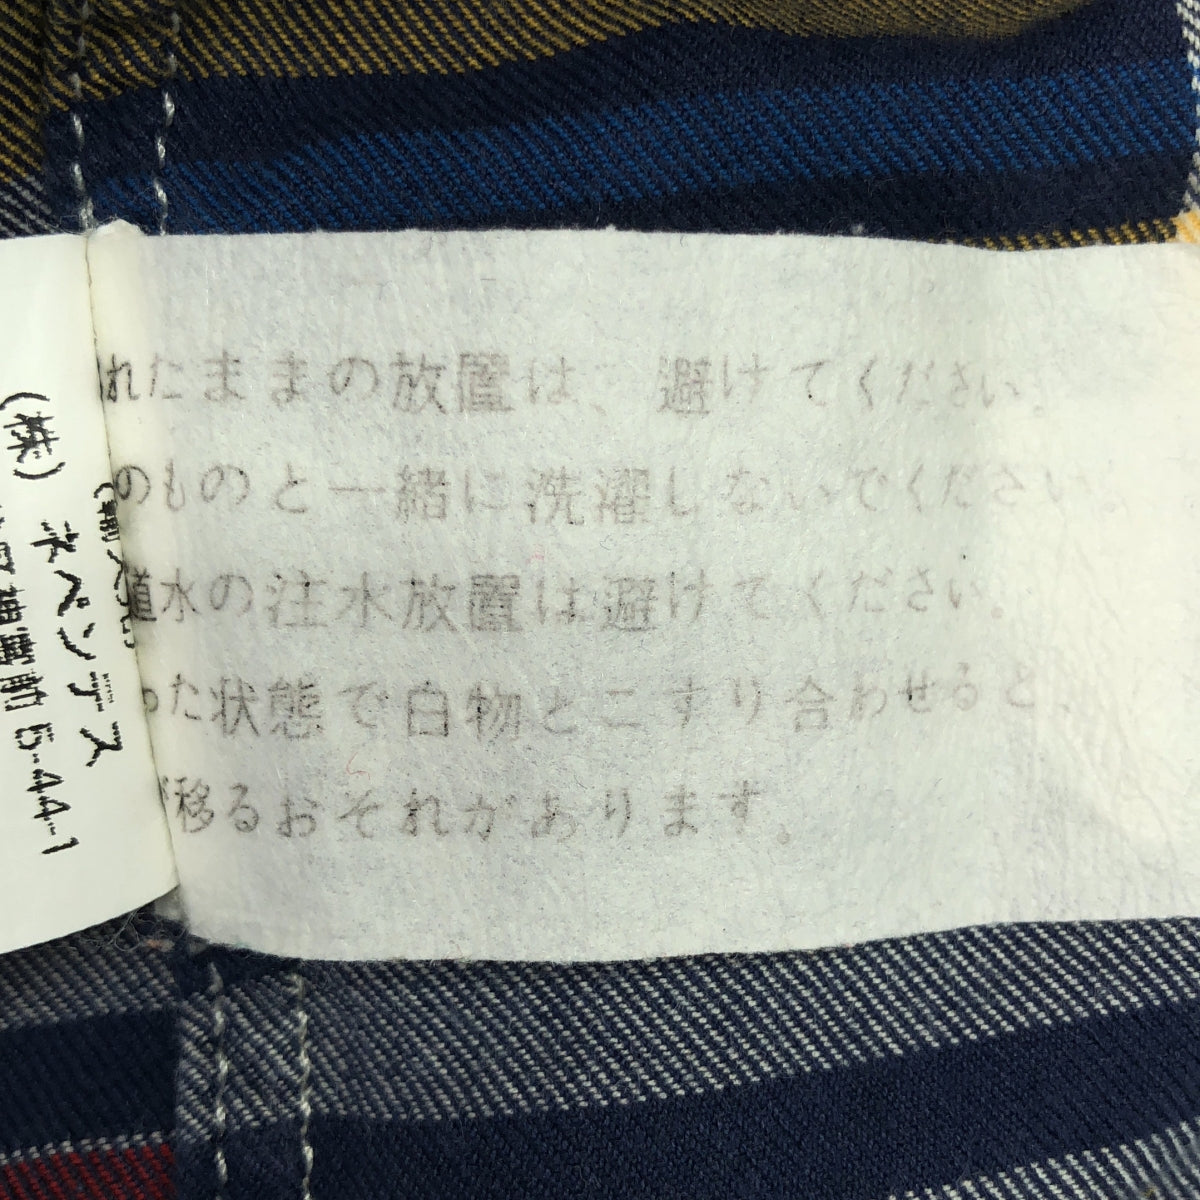 れたままの放置は、避けてください。
のものと一緒に洗濯しないでください。
道水の注水放置は避けてください。
った状態で白物とこすり合わせると、
が移るおそれがあります。
(株)
ボペンデス
5-44-1